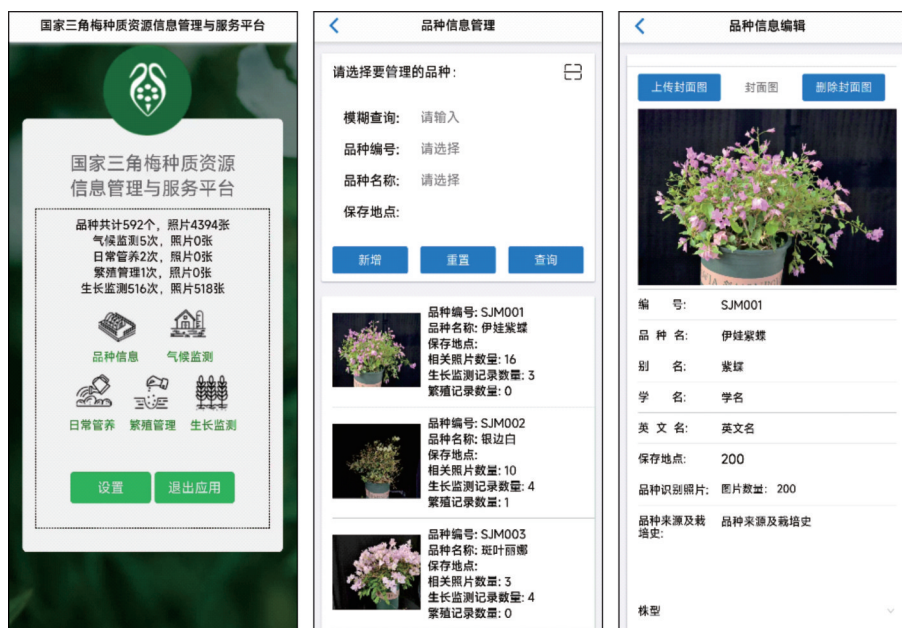 国家三角梅种质资源信息管理与服务平台
国家三角梅种质资源
信息管理与服务平台
品种共计592个，照片4394张
气候监测5次，照片0张
日常管养2次，照片0张
繁殖管理1次，照片0张
生长监测516次，照片518张
品种信息
气候监测
日常管养
繁殖管理
生长监测
设置
退出应用
品种信息管理
请选择要管理的品种：
模糊查询: 请输入
品种编号: 请选择
品种名称: 请选择
保存地点:
新增
重置
查询
品种编号: SJM001
品种名称: 伊娃紫蝶
保存地点:
相关照片数量: 16
生长监测记录数量: 3
繁殖记录数量: 0
品种编号: SJM002
品种名称: 银边白
保存地点:
相关照片数量: 10
生长监测记录数量: 4
繁殖记录数量: 1
品种编号: SJM003
品种名称: 斑叶丽娜
保存地点:
相关照片数量: 3
生长监测记录数量: 4
繁殖记录数量: 0
品种信息编辑
上传封面图
封面图
删除封面图
编 号: SJM001
品 种 名: 伊娃紫蝶
别 名: 紫蝶
学 名: 学名
英 文 名: 英文名
保存地点: 200
品种识别照片: 图片数量: 200
品种来源及栽 品种来源及栽培史
培史:
株型